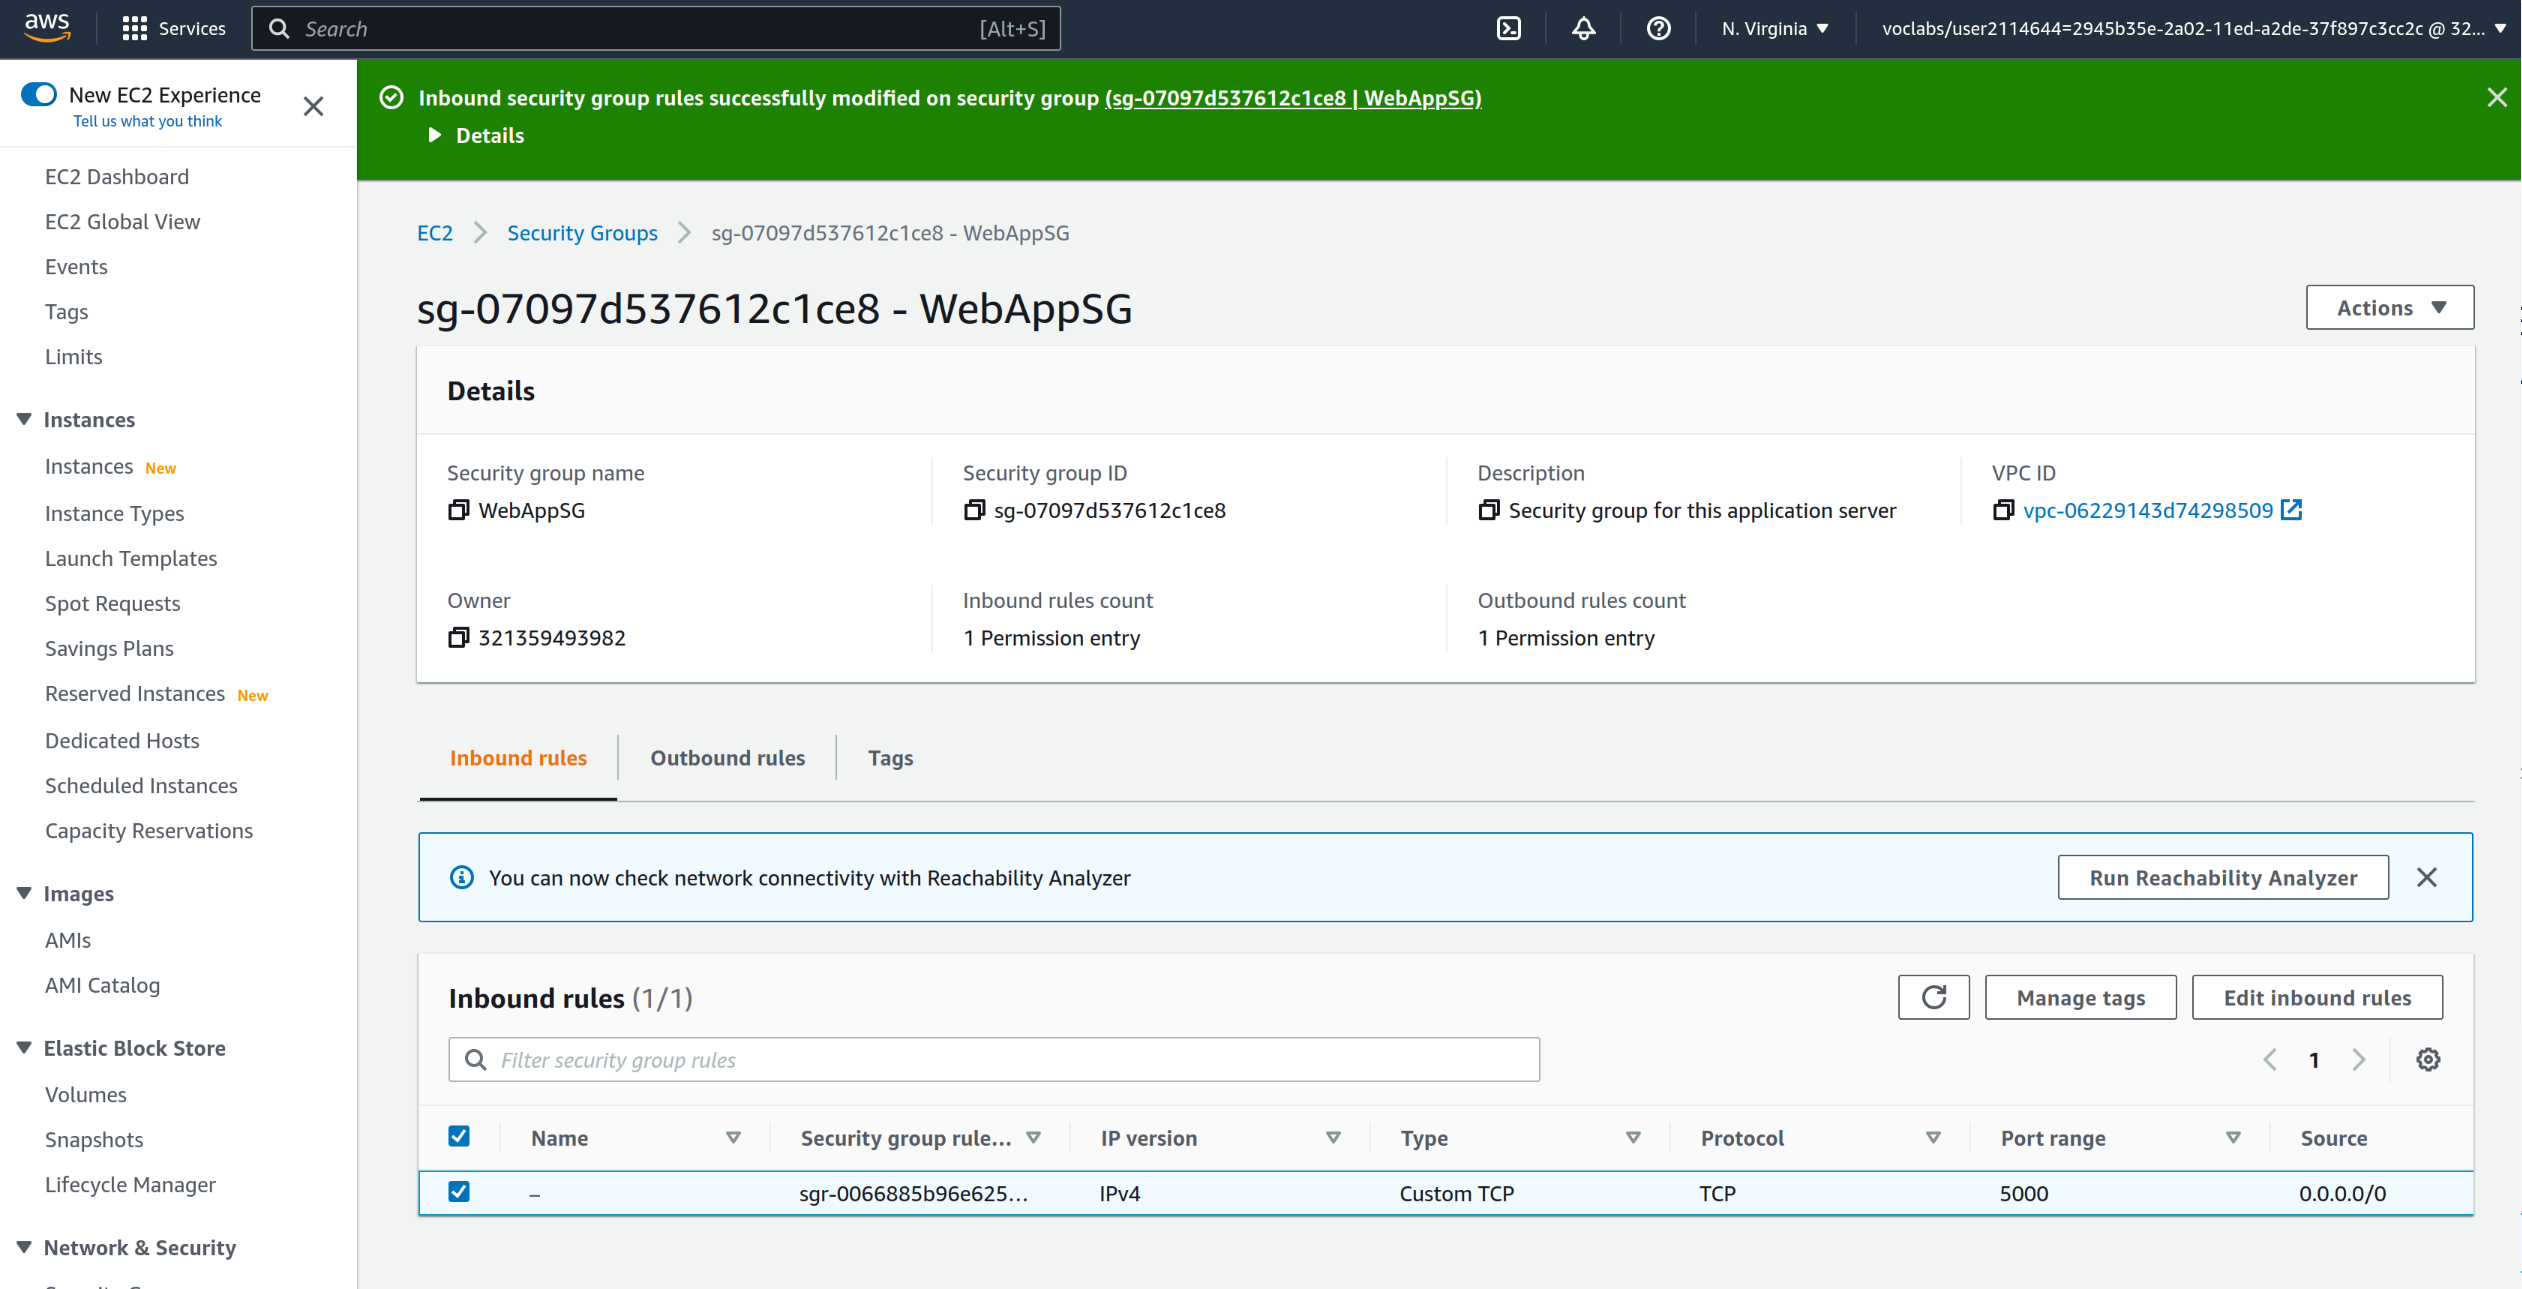 aws
Services
Search [Alt+S]
N. Virginia
voclabs/user2114644=2945b35e-2a02-11ed-a2de-37f897c3cc2c @ 32...
New EC2 Experience
Tell us what you think
EC2 Dashboard
EC2 Global View
Events
Tags
Limits
Instances
Instances New
Instance Types
Launch Templates
Spot Requests
Savings Plans
Reserved Instances New
Dedicated Hosts
Scheduled Instances
Capacity Reservations
Images
AMIs
AMI Catalog
Elastic Block Store
Volumes
Snapshots
Lifecycle Manager
Network & Security
Inbound security group rules successfully modified on security group (sg-07097d537612c1ce8 | WebAppSG)
Details
EC2 Security Groups sg-07097d537612c1ce8 - WebAppSG
sg-07097d537612c1ce8 - WebAppSG
Actions
Details
Security group name
WebAppSG
Security group ID
sg-07097d537612c1ce8
Description
Security group for this application server
VPC ID
vpc-06229143d74298509
Owner
321359493982
Inbound rules count
1 Permission entry
Outbound rules count
1 Permission entry
Inbound rules Outbound rules Tags
You can now check network connectivity with Reachability Analyzer
Run Reachability Analyzer
Inbound rules (1/1)
Manage tags
Edit inbound rules
Filter security group rules
1
Name Security group rule... IP version Type Protocol Port range Source
– sgr-0066885b96e625... IPv4 Custom TCP TCP 5000 0.0.0.0/0